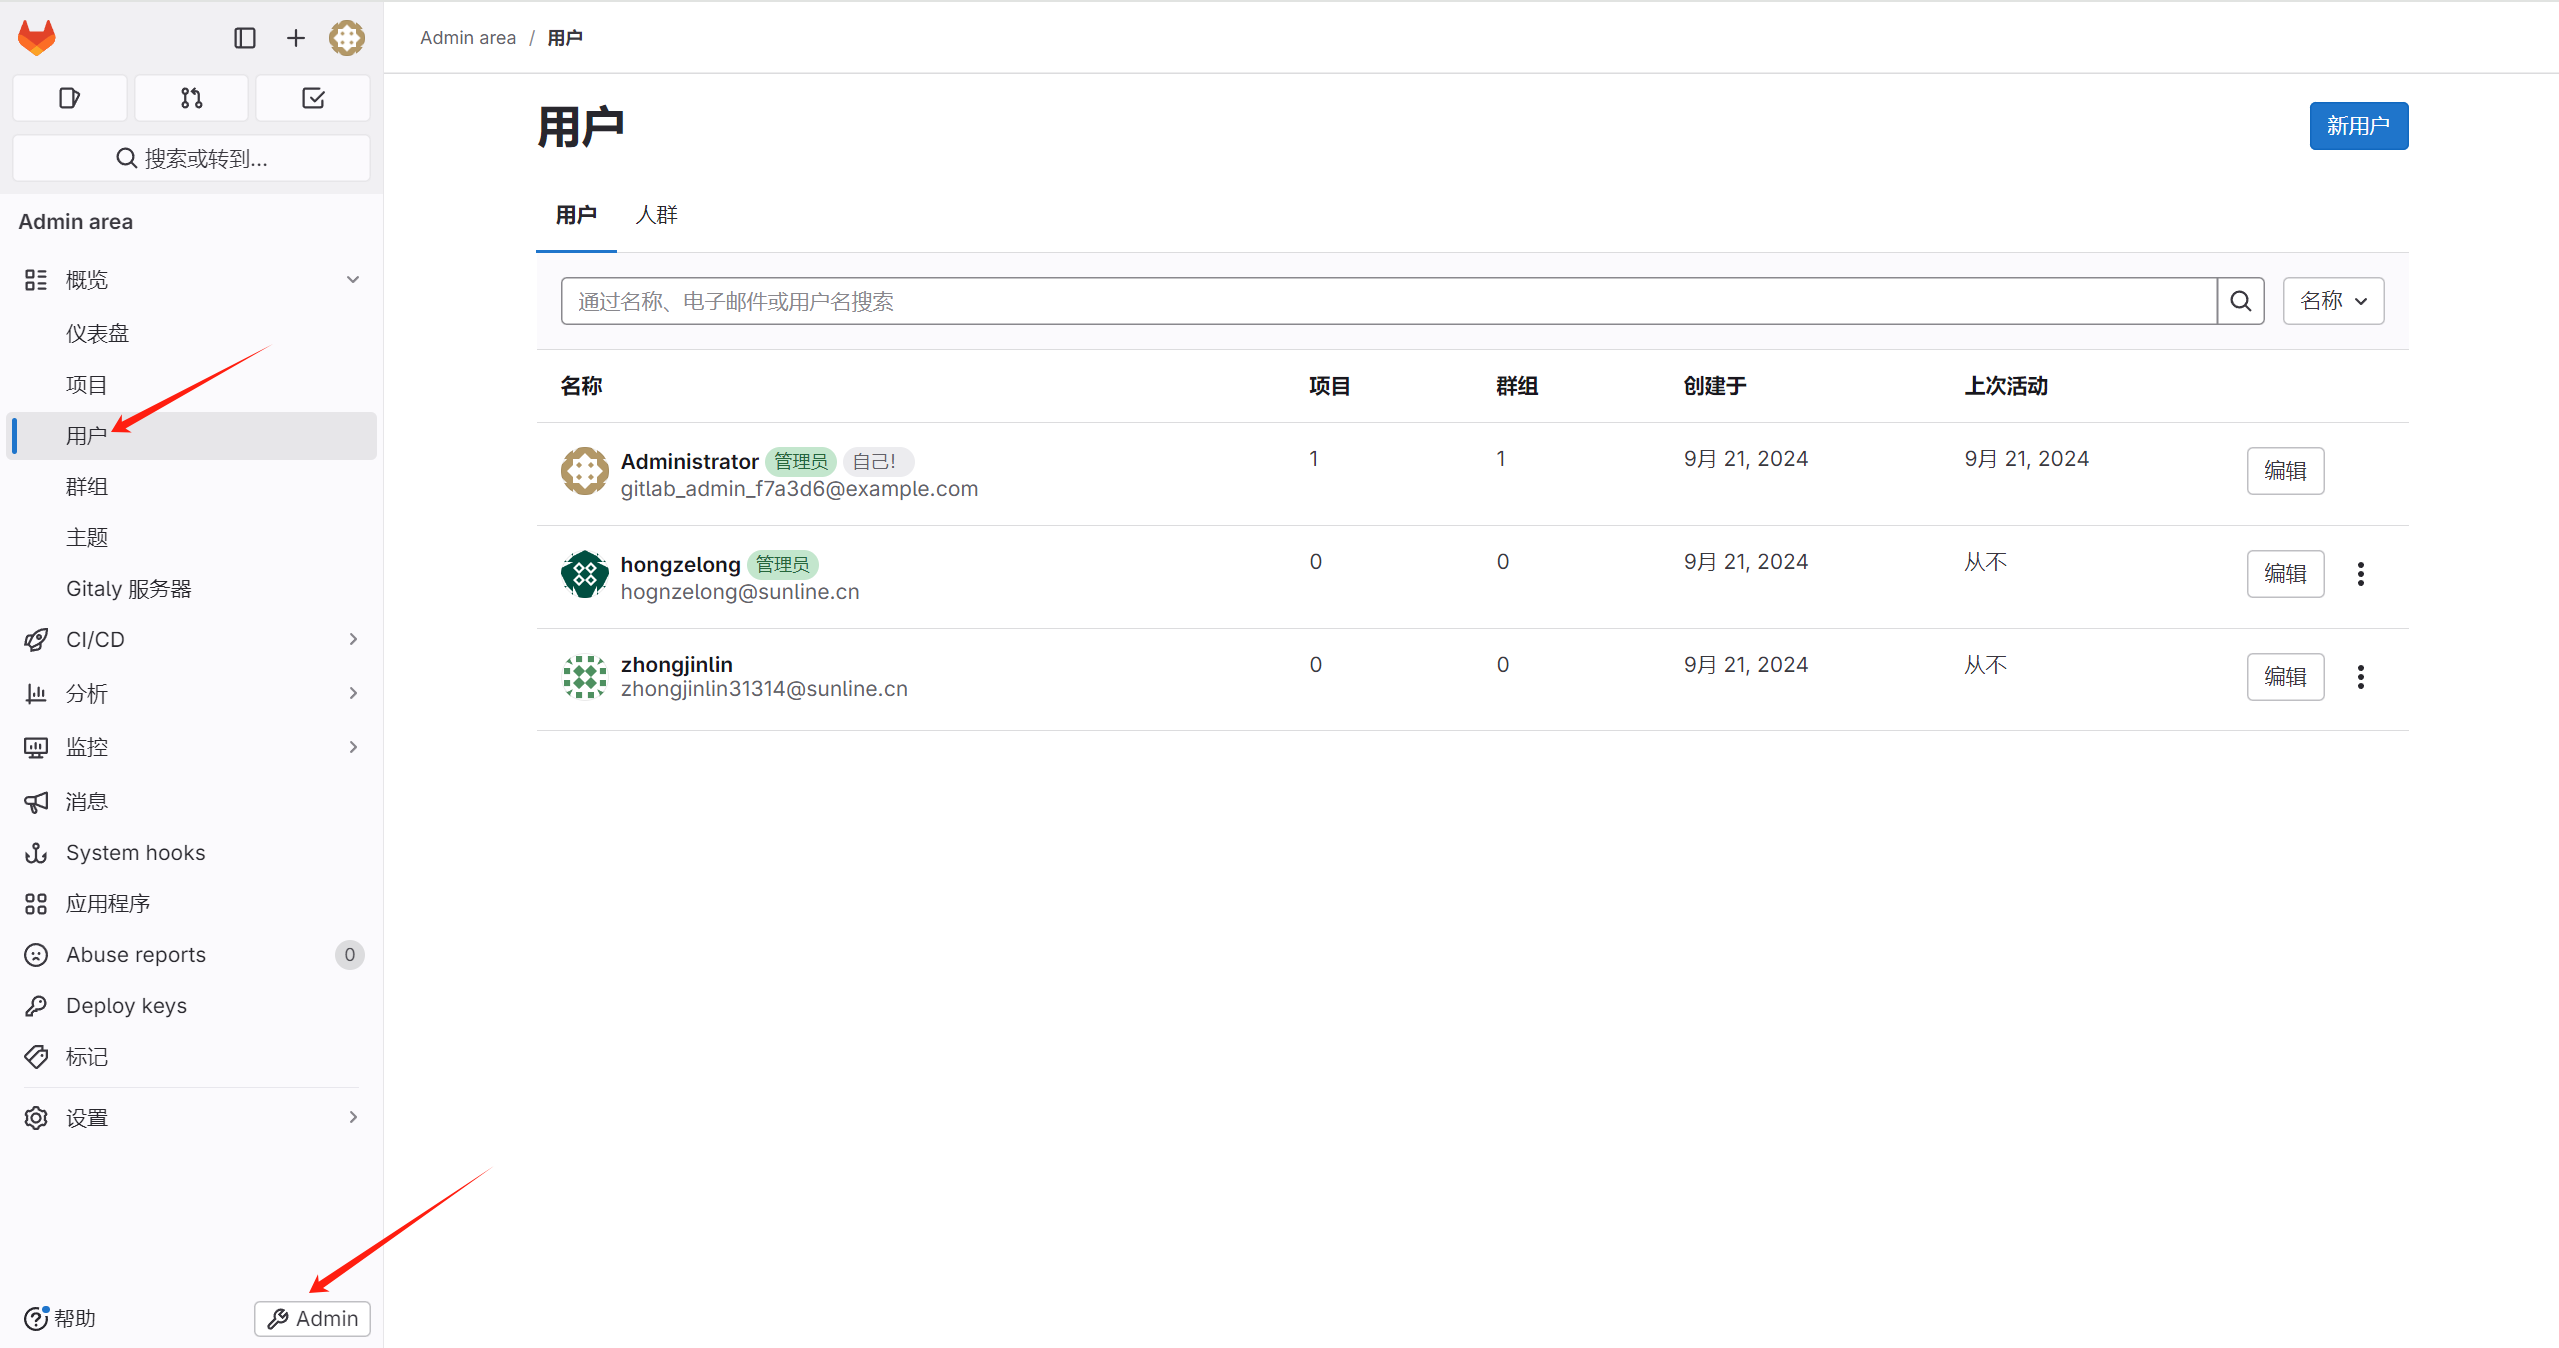 Admin area / 用户
搜索或转到...
Admin area
概览
仪表盘
项目
用户
群组
主题
Gitaly 服务器
CI/CD
分析
监控
消息
System hooks
应用程序
Abuse reports 0
Deploy keys
标记
设置
帮助 Admin
用户 新用户
用户 人群
通过名称、电子邮件或用户名搜索 名称
名称 项目 群组 创建于 上次活动
Administrator 管理员 自己! 1 1 9月 21, 2024 9月 21, 2024 编辑
gitlab_admin_f7a3d6@example.com
hongzelong 管理员 0 0 9月 21, 2024 从不 编辑
hognzelong@sunline.cn
zhongjinlin 0 0 9月 21, 2024 从不 编辑
zhongjinlin31314@sunline.cn